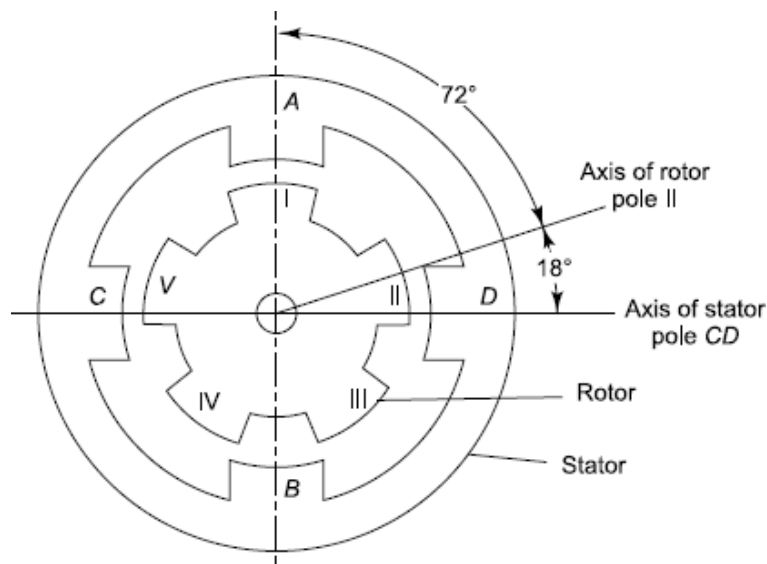 72°
A
Axis of rotor
pole II
I
18°
V
II
C
D
Axis of stator
pole CD
IV
III
Rotor
Stator
B